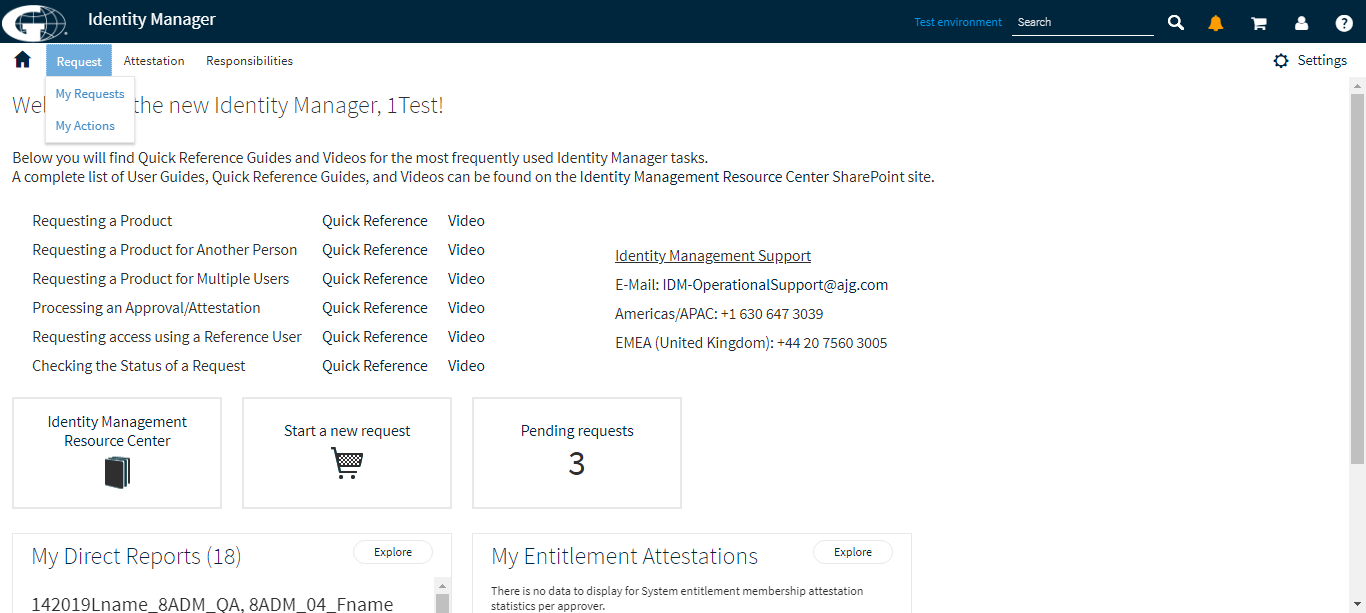 Identity Manager
Test environment
Search
Request
Attestation
Responsibilities
Settings
My Requests
My Actions
Wel the new Identity Manager, 1Test!
Below you will find Quick Reference Guides and Videos for the most frequently used Identity Manager tasks.
A complete list of User Guides, Quick Reference Guides, and Videos can be found on the Identity Management Resource Center SharePoint site.
Requesting a Product Quick Reference Video
Requesting a Product for Another Person Quick Reference Video
Requesting a Product for Multiple Users Quick Reference Video
Processing an Approval/Attestation Quick Reference Video
Requesting access using a Reference User Quick Reference Video
Checking the Status of a Request Quick Reference Video
Identity Management Support
E-Mail: IDM-OperationalSupport@ajg.com
Americas/APAC: +1 630 647 3039
EMEA (United Kingdom): +44 20 7560 3005
Identity Management
Resource Center
Start a new request
Pending requests
3
My Direct Reports (18)
Explore
142019Lname_8ADM_QA, 8ADM_04_Fname
My Entitlement Attestations
Explore
There is no data to display for System entitlement membership attestation
statistics per approver.